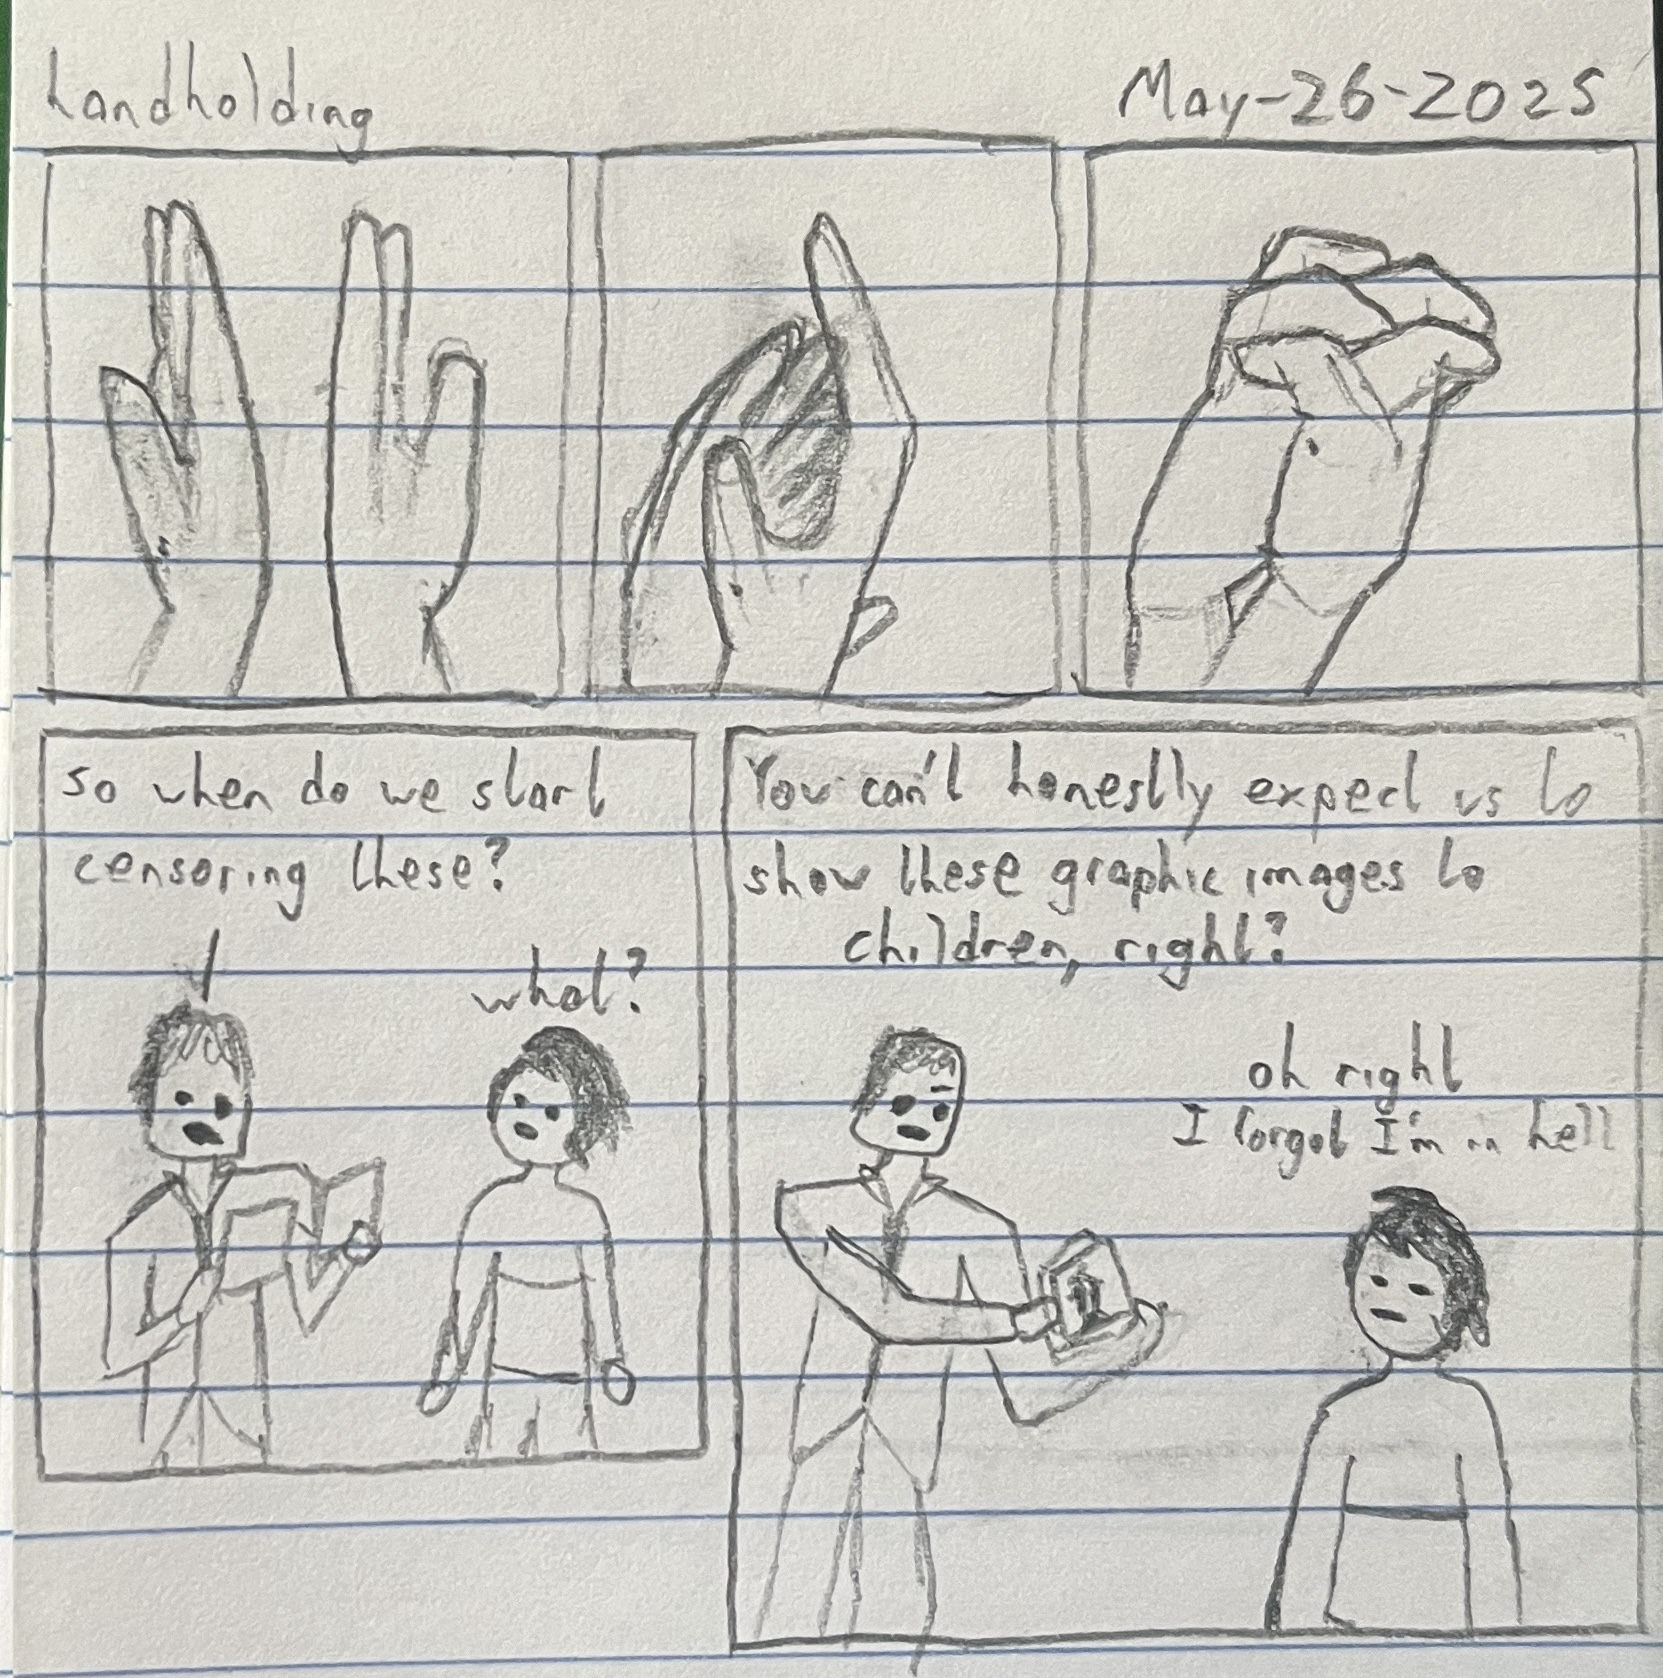 handholding
May-26-2025
so when do we start
censoring these?
what?
You can't honestly expect us to
show these graphic images to
children, right?
oh right
I forgot I'm in hell